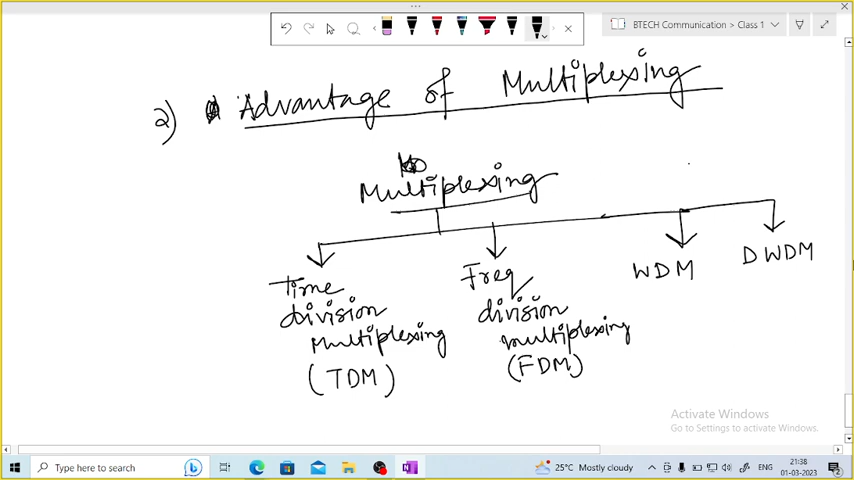 BTECH Communication > Class 1
2) Advantage of Multiplexing
Multiplexing
Time
division
Multiplexing
(TDM)
Freq
division
multiplexing
(FDM)
WDM
DWDM
Activate Windows
Go to Settings to activate Windows.
Type here to search
25°C Mostly cloudy
ENG
21:38
01-03-2023
2